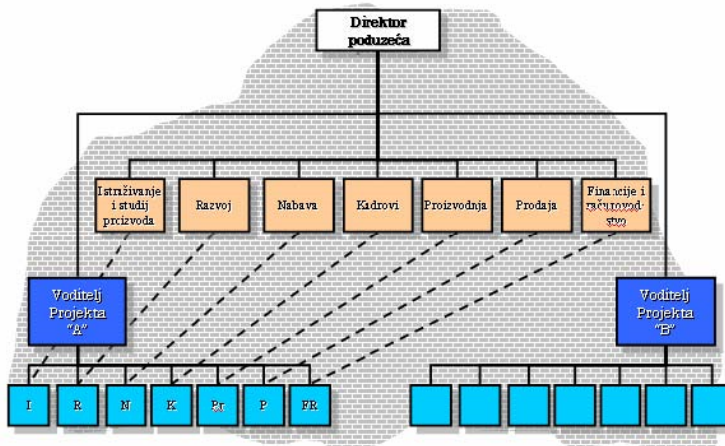 Direktor
poduzeća
Istraživanje
i studij
proizvoda
Razvoj
Nabava
Kadrovi
Proizvodnja
Prodaja
Financije i
računovod-
stvo
Voditelj
Projekta
"A"
Voditelj
Projekta
"B"
I
R
N
K
Pr
P
FR